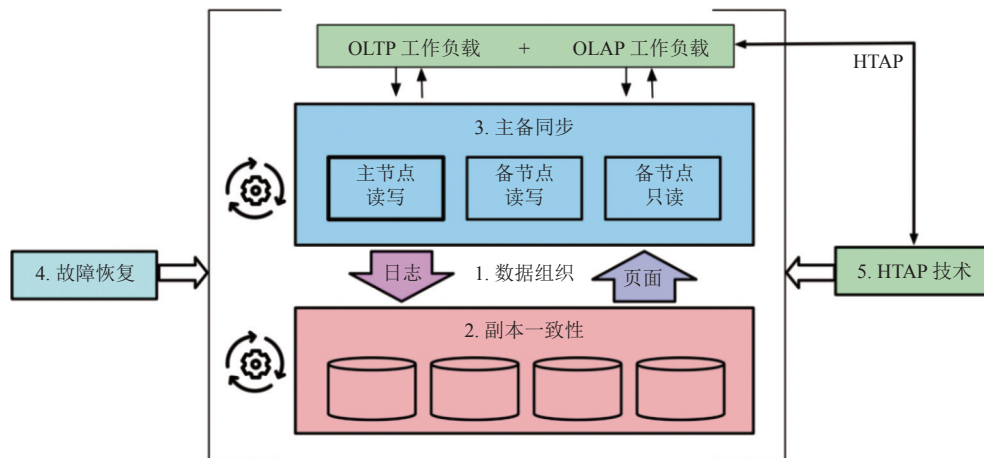 OLTP 工作负载 + OLAP 工作负载
HTAP
3. 主备同步
主节点
读写
备节点
读写
备节点
只读
4. 故障恢复
日志
1. 数据组织
页面
5. HTAP 技术
2. 副本一致性